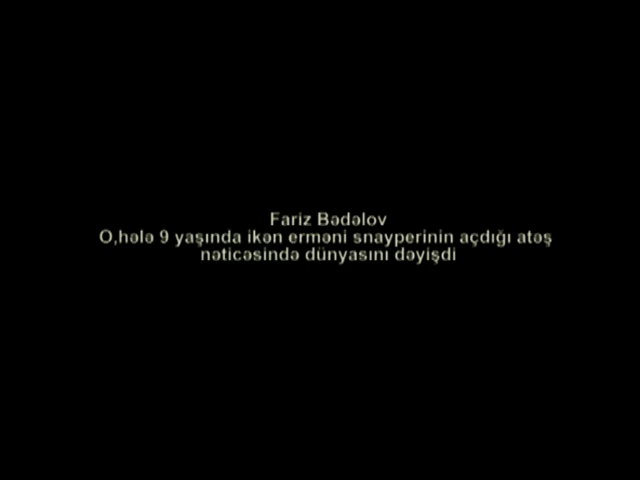 Fariz Bədəlov
O,hələ 9 yaşında ikən erməni snayperinin açdığı atəş
nəticəsində dünyasını dəyişdi